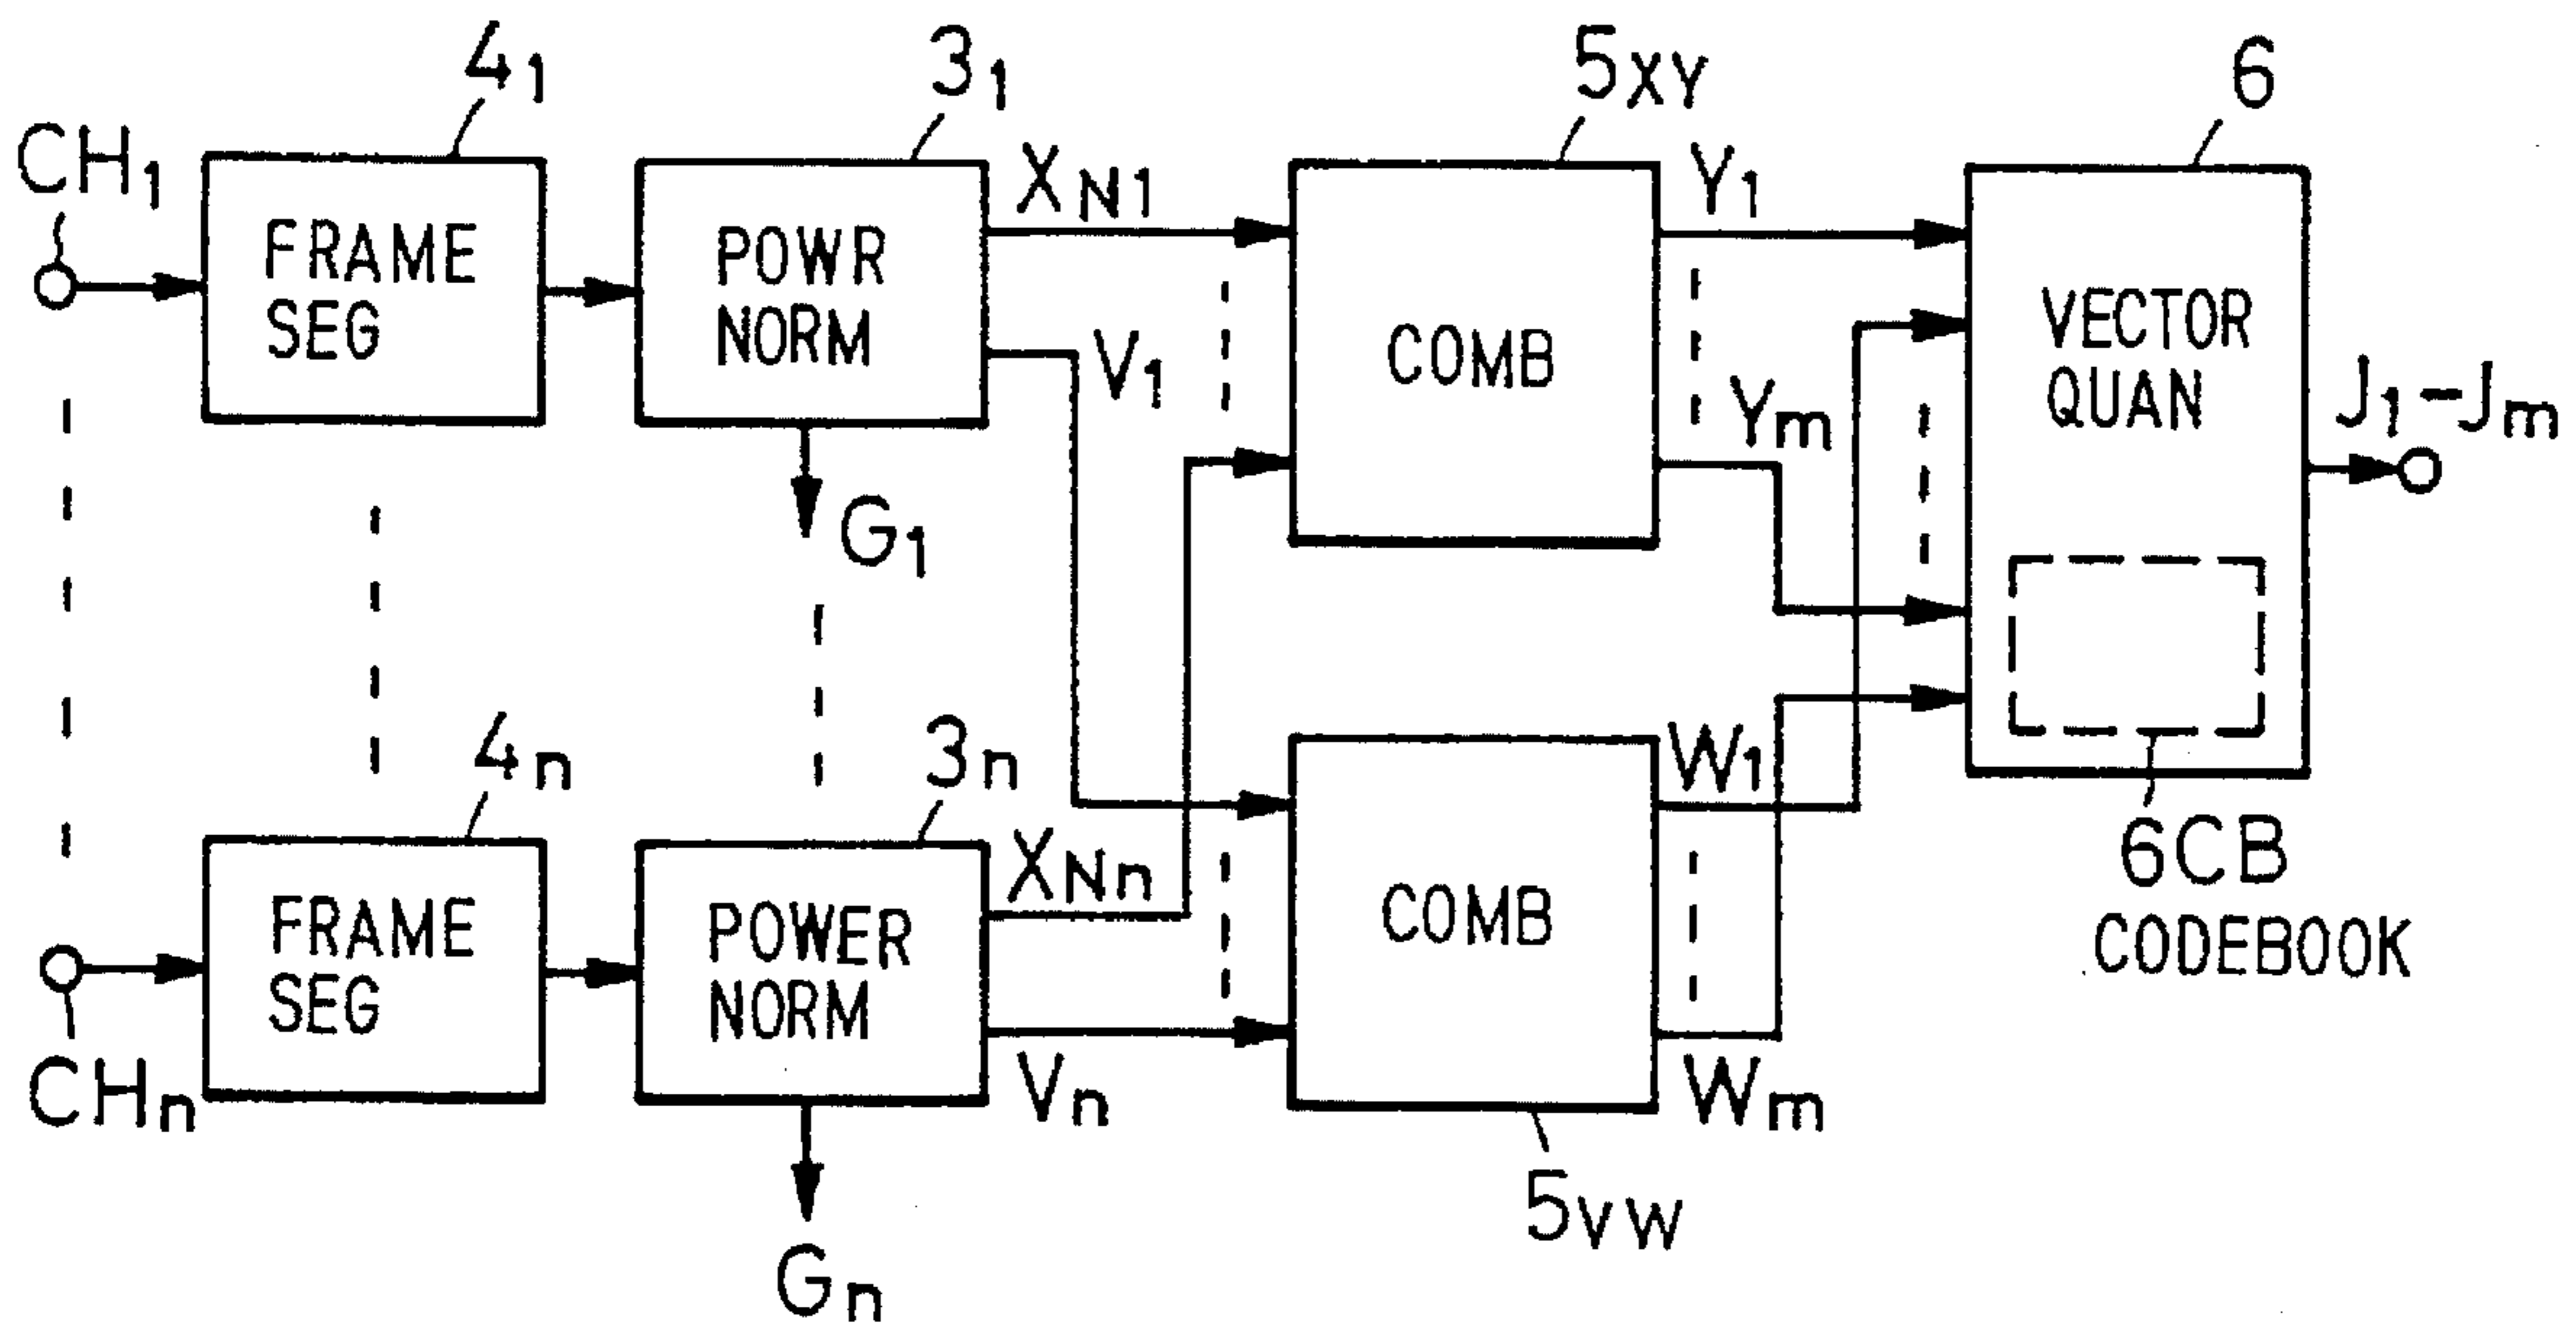 4₁
3₁
5XY
6
CH₁
FRAME
SEG
POWR
NORM
XN1
V₁
G₁
COMB
Y₁
Ym
VECTOR
QUAN
J₁-Jm
4n
3n
CHn
FRAME
SEG
POWER
NORM
XNn
Vn
Gn
COMB
W₁
Wm
5VW
6CB
CODEBOOK